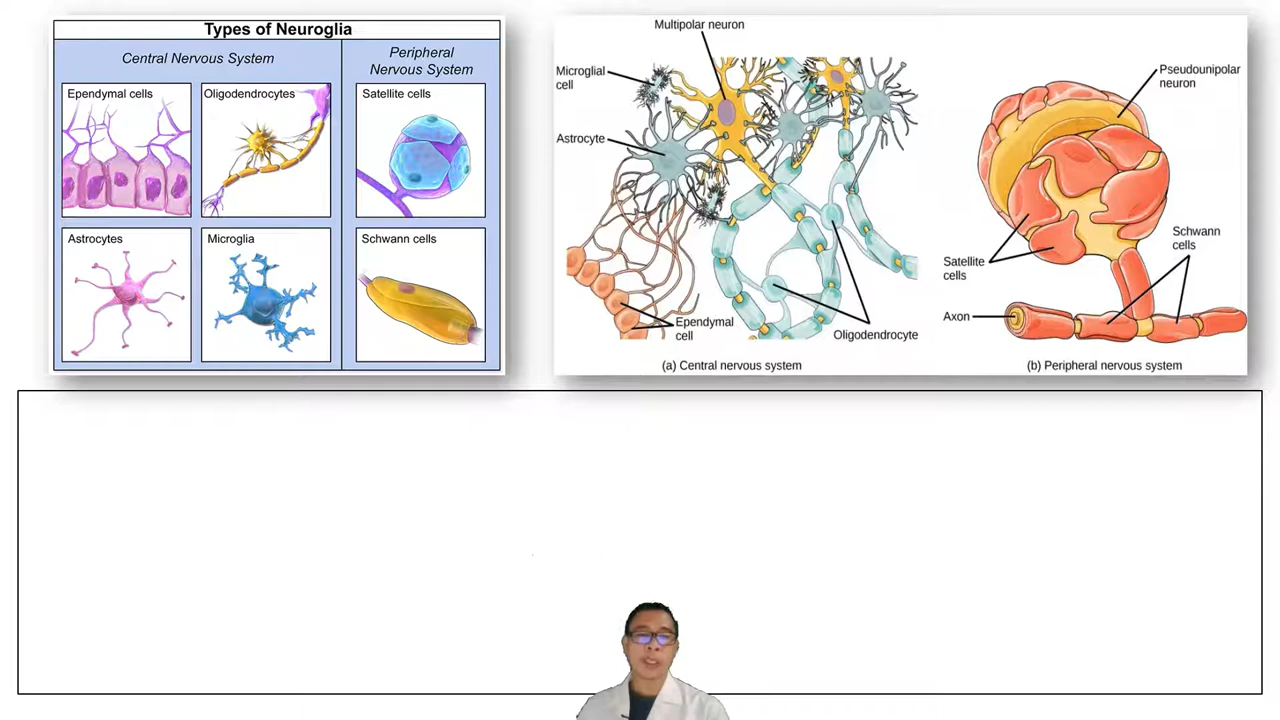 Types of Neuroglia
Central Nervous System
Peripheral
Nervous System
Ependymal cells
Oligodendrocytes
Satellite cells
Astrocytes
Microglia
Schwann cells
Multipolar neuron
Microglial
cell
Astrocyte
Ependymal
cell
Oligodendrocyte
(a) Central nervous system
Pseudounipolar
neuron
Schwann
cells
Satellite
cells
Axon
(b) Peripheral nervous system